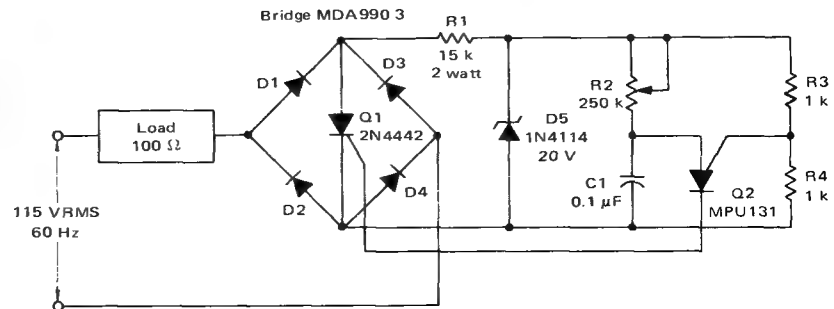 Bridge MDA990 3
R1
15 k
2 watt
D1
D3
Q1
2N4442
D2
D4
Load
100 Ω
115 VRMS
60 Hz
D5
1N4114
20 V
R2
250 k
C1
0.1 μF
Q2
MPU131
R3
1 k
R4
1 k